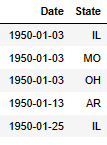 Date State
1950-01-03 IL
1950-01-03 MO
1950-01-03 OH
1950-01-13 AR
1950-01-25 IL